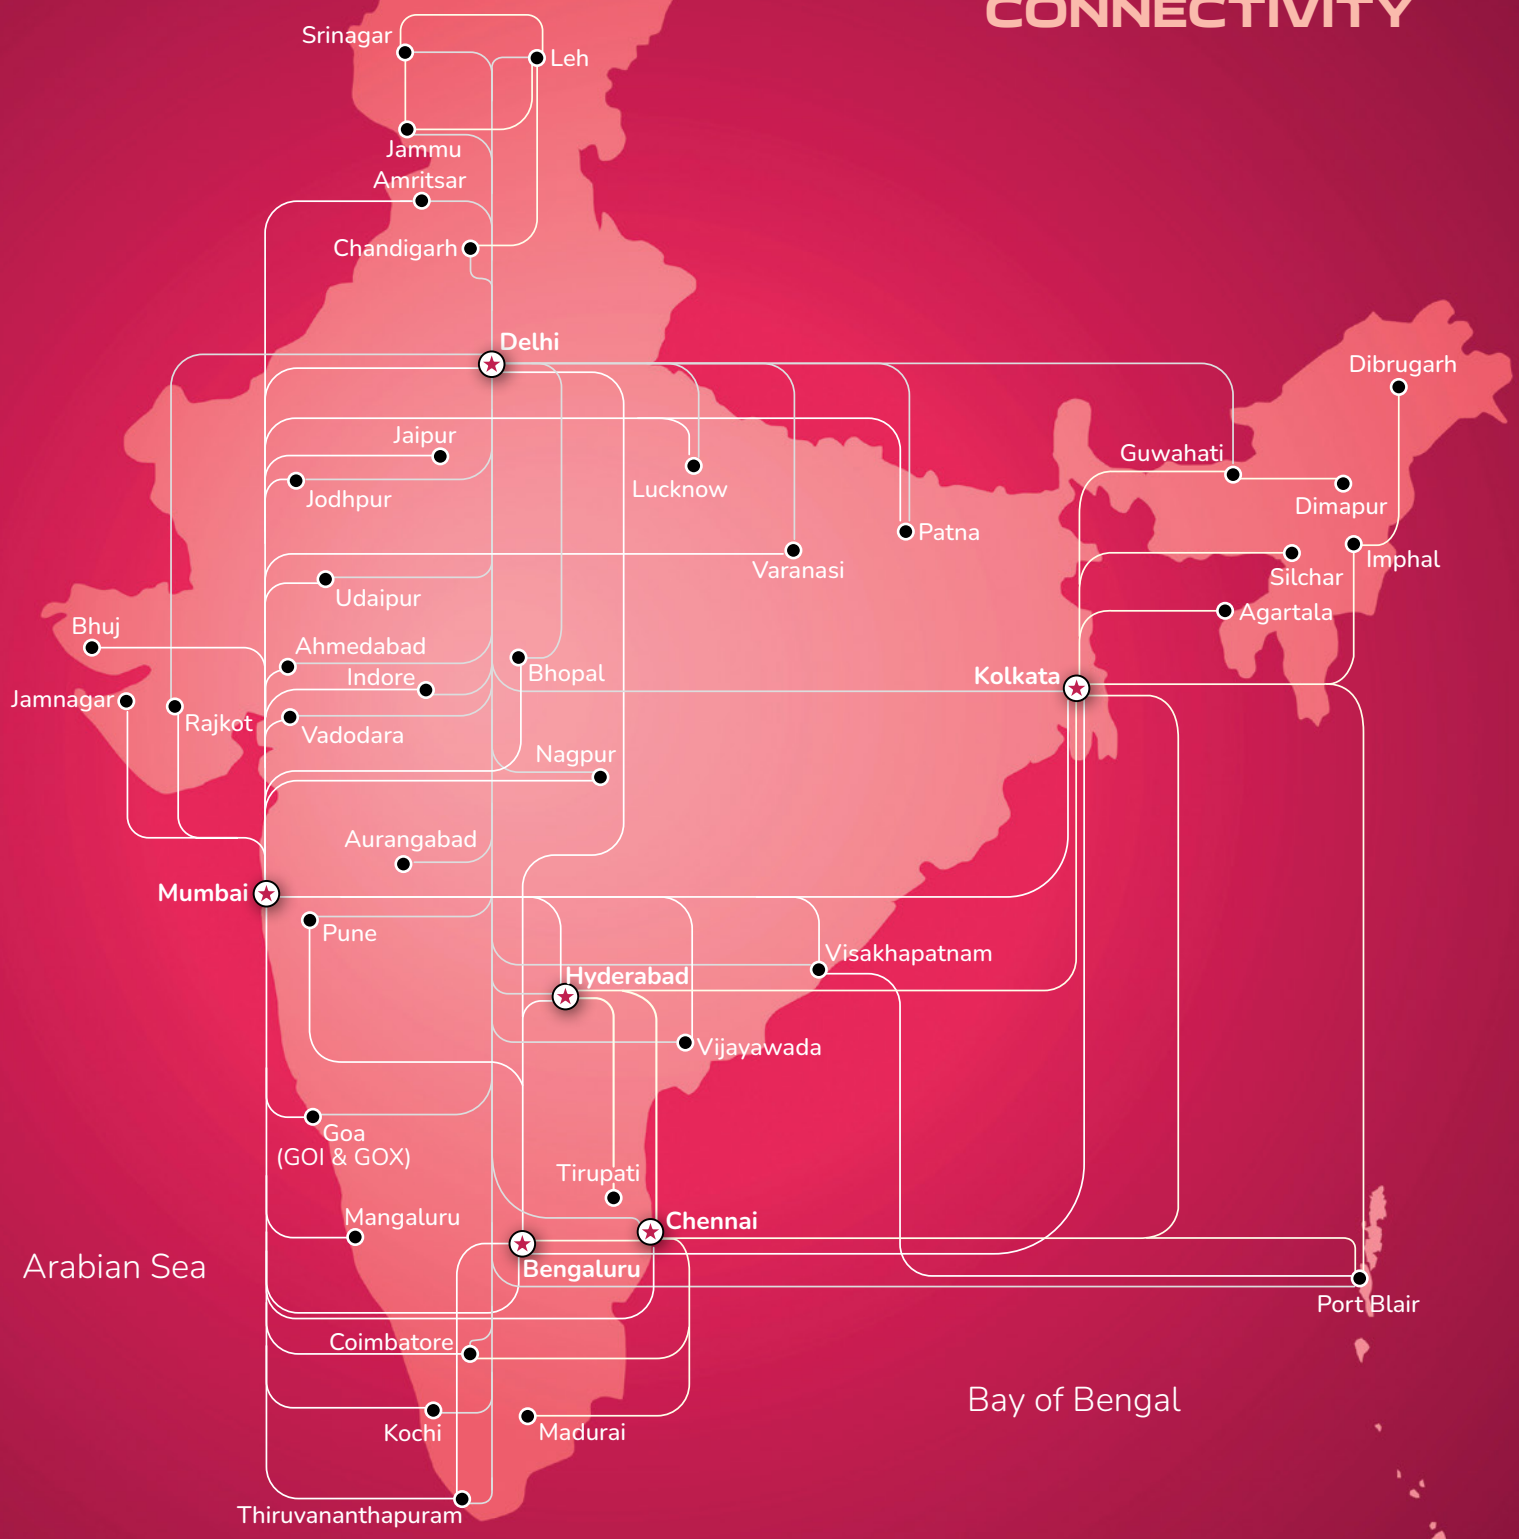 CONNECTIVITY
Srinagar
Leh
Jammu
Amritsar
Chandigarh
Delhi
Dibrugarh
Jaipur
Guwahati
Lucknow
Jodhpur
Dimapur
Patna
Imphal
Varanasi
Silchar
Udaipur
Agartala
Bhuj
Ahmedabad
Bhopal
Indore
Kolkata
Jamnagar
Rajkot
Vadodara
Nagpur
Aurangabad
Mumbai
Pune
Visakhapatnam
Hyderabad
Vijayawada
Goa
(GOI & GOX)
Tirupati
Mangaluru
Chennai
Arabian Sea
Bengaluru
Port Blair
Coimbatore
Bay of Bengal
Kochi
Madurai
Thiruvananthapuram